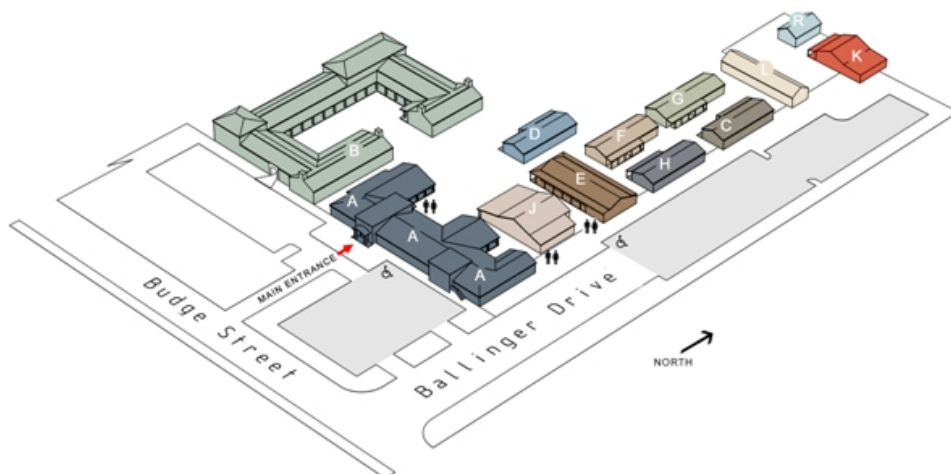 R
K
L
G
C
D
F
H
E
B
J
A
A
A
MAIN ENTRANCE
Budge Street
Ballinger Drive
NORTH